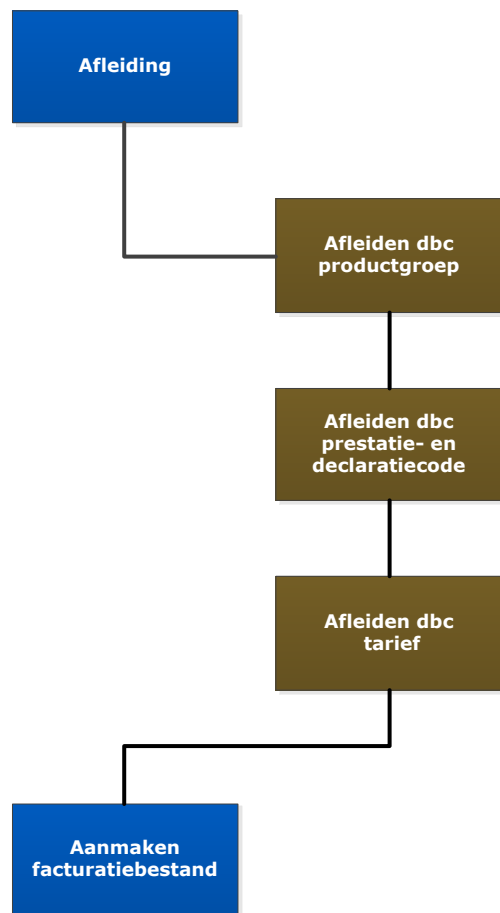 Afleiding
Afleiden dbc
productgroep
Afleiden dbc
prestatie- en
declaratiecode
Afleiden dbc
tarief
Aanmaken
facturatiebestand